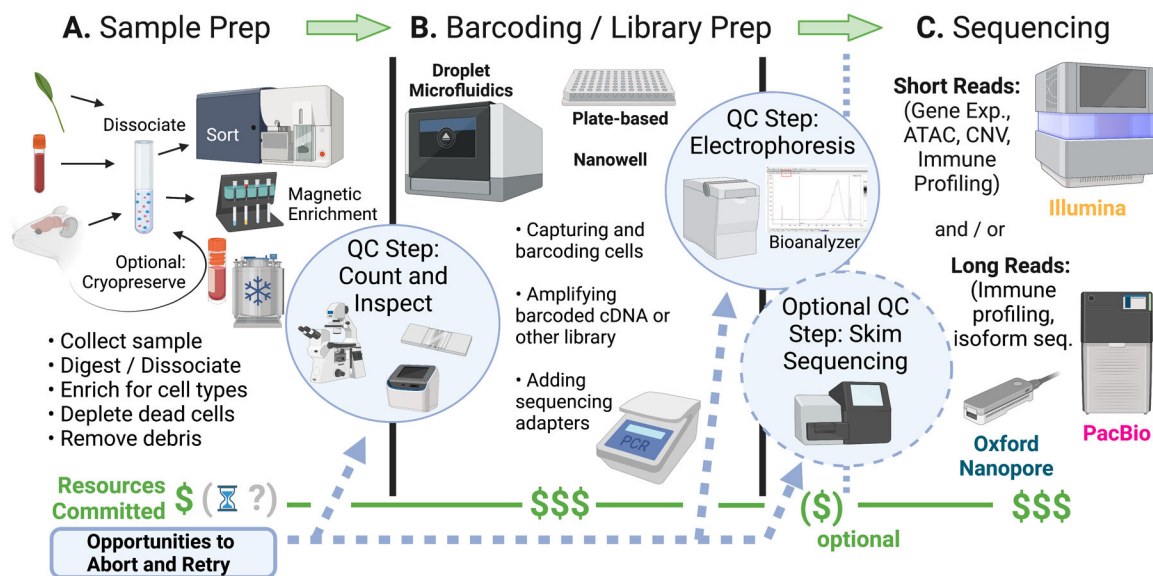 A. Sample Prep
B. Barcoding / Library Prep
C. Sequencing
Dissociate
Sort
Magnetic
Enrichment
Optional:
Cryopreserve
• Collect sample
• Digest / Dissociate
• Enrich for cell types
• Deplete dead cells
• Remove debris
QC Step:
Count and
Inspect
Droplet
Microfluidics
Plate-based
Nanowell
• Capturing and
barcoding cells
• Amplifying
barcoded cDNA or
other library
• Adding
sequencing
adapters
PCR
QC Step:
Electrophoresis
Bioanalyzer
Optional QC
Step: Skim
Sequencing
Short Reads:
(Gene Exp.,
ATAC, CNV,
Immune
Profiling)
Illumina
and / or
Long Reads:
(Immune
profiling,
isoform seq.
Oxford
Nanopore
PacBio
Resources
Committed
$ ( ?)
$$$
($)
optional
$$$
Opportunities to
Abort and Retry